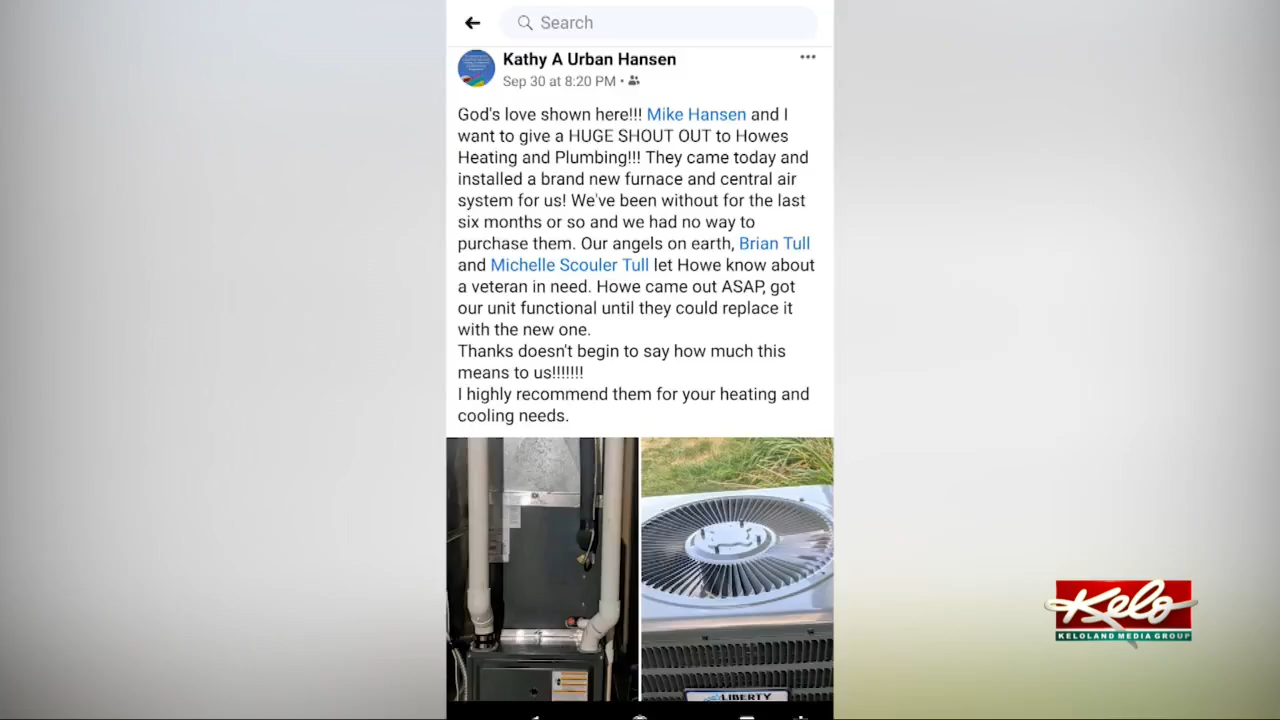 Search
Kathy A Urban Hansen
Sep 30 at 8:20 PM •
God's love shown here!!! Mike Hansen and I
want to give a HUGE SHOUT OUT to Howes
Heating and Plumbing!!! They came today and
installed a brand new furnace and central air
system for us! We've been without for the last
six months or so and we had no way to
purchase them. Our angels on earth, Brian Tull
and Michelle Scouler Tull let Howe know about
a veteran in need. Howe came out ASAP, got
our unit functional until they could replace it
with the new one.
Thanks doesn't begin to say how much this
means to us!!!!!!!
I highly recommend them for your heating and
cooling needs.
LIBERTY
Kelo
KELOLAND MEDIA GROUP